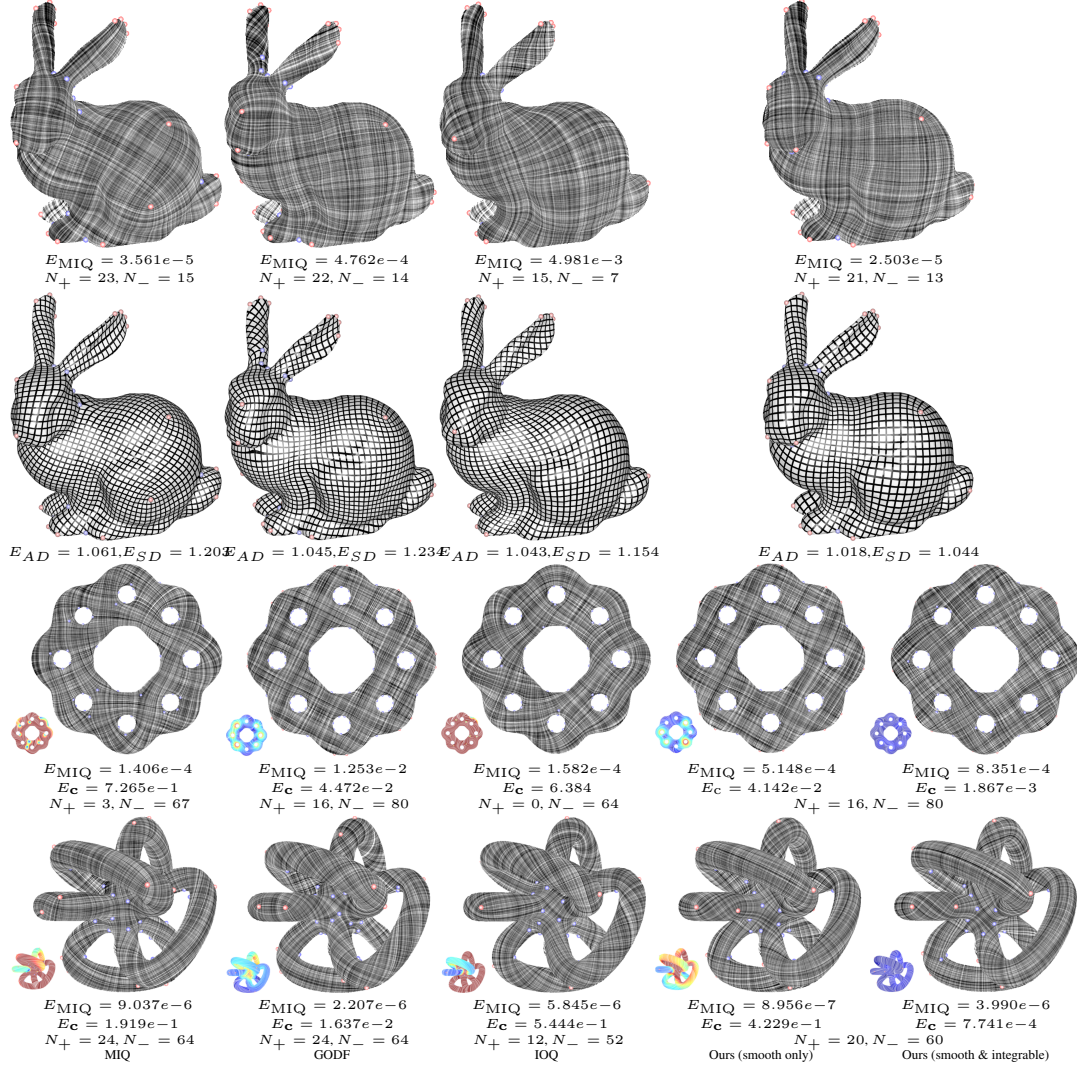 E_MIQ = 3.561e−5 E_MIQ = 4.762e−4 E_MIQ = 4.981e−3 E_MIQ = 2.503e−5
N_+ = 23, N_− = 15 N_+ = 22, N_− = 14 N_+ = 15, N_− = 7 N_+ = 21, N_− = 13
E_AD = 1.061, E_SD = 1.203 E_AD = 1.045, E_SD = 1.234 E_AD = 1.043, E_SD = 1.154 E_AD = 1.018, E_SD = 1.044
E_MIQ = 1.406e−4 E_MIQ = 1.253e−2 E_MIQ = 1.582e−4 E_MIQ = 5.148e−4 E_MIQ = 8.351e−4
E_c = 7.265e−1 E_c = 4.472e−2 E_c = 6.384 E_c = 4.142e−2 E_c = 1.867e−3
N_+ = 3, N_− = 67 N_+ = 16, N_− = 80 N_+ = 0, N_− = 64 N_+ = 16, N_− = 80
E_MIQ = 9.037e−6 E_MIQ = 2.207e−6 E_MIQ = 5.845e−6 E_MIQ = 8.956e−7 E_MIQ = 3.990e−6
E_c = 1.919e−1 E_c = 1.637e−2 E_c = 5.444e−1 E_c = 4.229e−1 E_c = 7.741e−4
N_+ = 24, N_− = 64 N_+ = 24, N_− = 64 N_+ = 12, N_− = 52 N_+ = 20, N_− = 60
MIQ GODF IOQ Ours (smooth only) Ours (smooth & integrable)